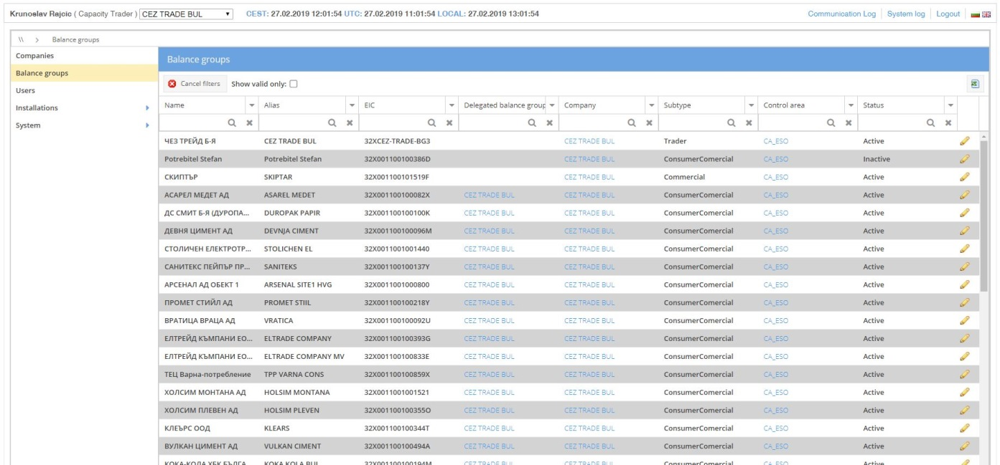 Krunoslav Rajcic ( Capacity Trader ) CEZ TRADE BUL CEST: 27.02.2019 12:01:54 UTC: 27.02.2019 11:01:54 LOCAL: 27.02.2019 13:01:54 Communication Log System log Logout
\\ > Balance groups
Companies
Balance groups
Users
Installations
System
Balance groups
Cancel filters Show valid only:
Name Alias EIC Delegated balance group Company Subtype Control area Status
ЧЕЗ ТРЕЙД Б-Я CEZ TRADE BUL 32XCEZ-TRADE-BG3 CEZ TRADE BUL Trader CA_ESO Active
Potrebitel Stefan Potrebitel Stefan 32X001100100386D CEZ TRADE BUL ConsumerComercial CA_ESO Inactive
СКИПТЪР SKIPTAR 32X001100101519F CEZ TRADE BUL Commercial CA_ESO Active
АСАРЕЛ МЕДЕТ АД ASAREL MEDET 32X001100100082X CEZ TRADE BUL CEZ TRADE BUL ConsumerComercial CA_ESO Active
ДС СМИТ Б-Я (ДУРОПА... DUROPAK PAPIR 32X001100100100K CEZ TRADE BUL CEZ TRADE BUL ConsumerComercial CA_ESO Active
ДЕВНЯ ЦИМЕНТ АД DEVNJA CIMENT 32X001100100096M CEZ TRADE BUL CEZ TRADE BUL ConsumerComercial CA_ESO Active
СТОЛИЧЕН ЕЛЕКТРОТР... STOLICHEN EL 32X0011001001440 CEZ TRADE BUL CEZ TRADE BUL ConsumerComercial CA_ESO Active
САНИТЕКС ПЕЙПЪР ПР... SANITEKS 32X001100100137Y CEZ TRADE BUL CEZ TRADE BUL ConsumerComercial CA_ESO Active
АРСЕНАЛ АД ОБЕКТ 1 ARSENAL SITE1 HVG 32X0011001000800 CEZ TRADE BUL CEZ TRADE BUL ConsumerComercial CA_ESO Active
ПРОМЕТ СТИЙЛ АД PROMET STIIL 32X001100100218Y CEZ TRADE BUL CEZ TRADE BUL ConsumerComercial CA_ESO Active
ВРАТИЦА ВРАЦА АД VRATICA 32X001100100092U CEZ TRADE BUL CEZ TRADE BUL ConsumerComercial CA_ESO Active
ЕЛТРЕЙД КЪМПАНИ ЕО... ELTRADE COMPANY 32X001100100393G CEZ TRADE BUL CEZ TRADE BUL ConsumerComercial CA_ESO Active
ЕЛТРЕЙД КЪМПАНИ ЕО... ELTRADE COMPANY MV 32X001100100833E CEZ TRADE BUL CEZ TRADE BUL ConsumerComercial CA_ESO Active
ТЕЦ Варна-потребление TPP VARNA CONS 32X001100100859X CEZ TRADE BUL CEZ TRADE BUL ConsumerComercial CA_ESO Active
ХОЛСИМ МОНТАНА АД HOLSIM MONTANA 32X0011001001521 CEZ TRADE BUL CEZ TRADE BUL ConsumerComercial CA_ESO Active
ХОЛСИМ ПЛЕВЕН АД HOLSIM PLEVEN 32X001100100355O CEZ TRADE BUL CEZ TRADE BUL ConsumerComercial CA_ESO Active
КЛЕЪРС ООД KLEARS 32X001100100344T CEZ TRADE BUL CEZ TRADE BUL ConsumerComercial CA_ESO Active
ВУЛКАН ЦИМЕНТ АД VULKAN CIMENT 32X001100100494A CEZ TRADE BUL CEZ TRADE BUL ConsumerComercial CA_ESO Active
КОКА-КОЛА ХБК БЪЛГА... KOKA KOLA BUL 32X001100100194M CEZ TRADE BUL CEZ TRADE BUL ConsumerComercial CA_ESO Active